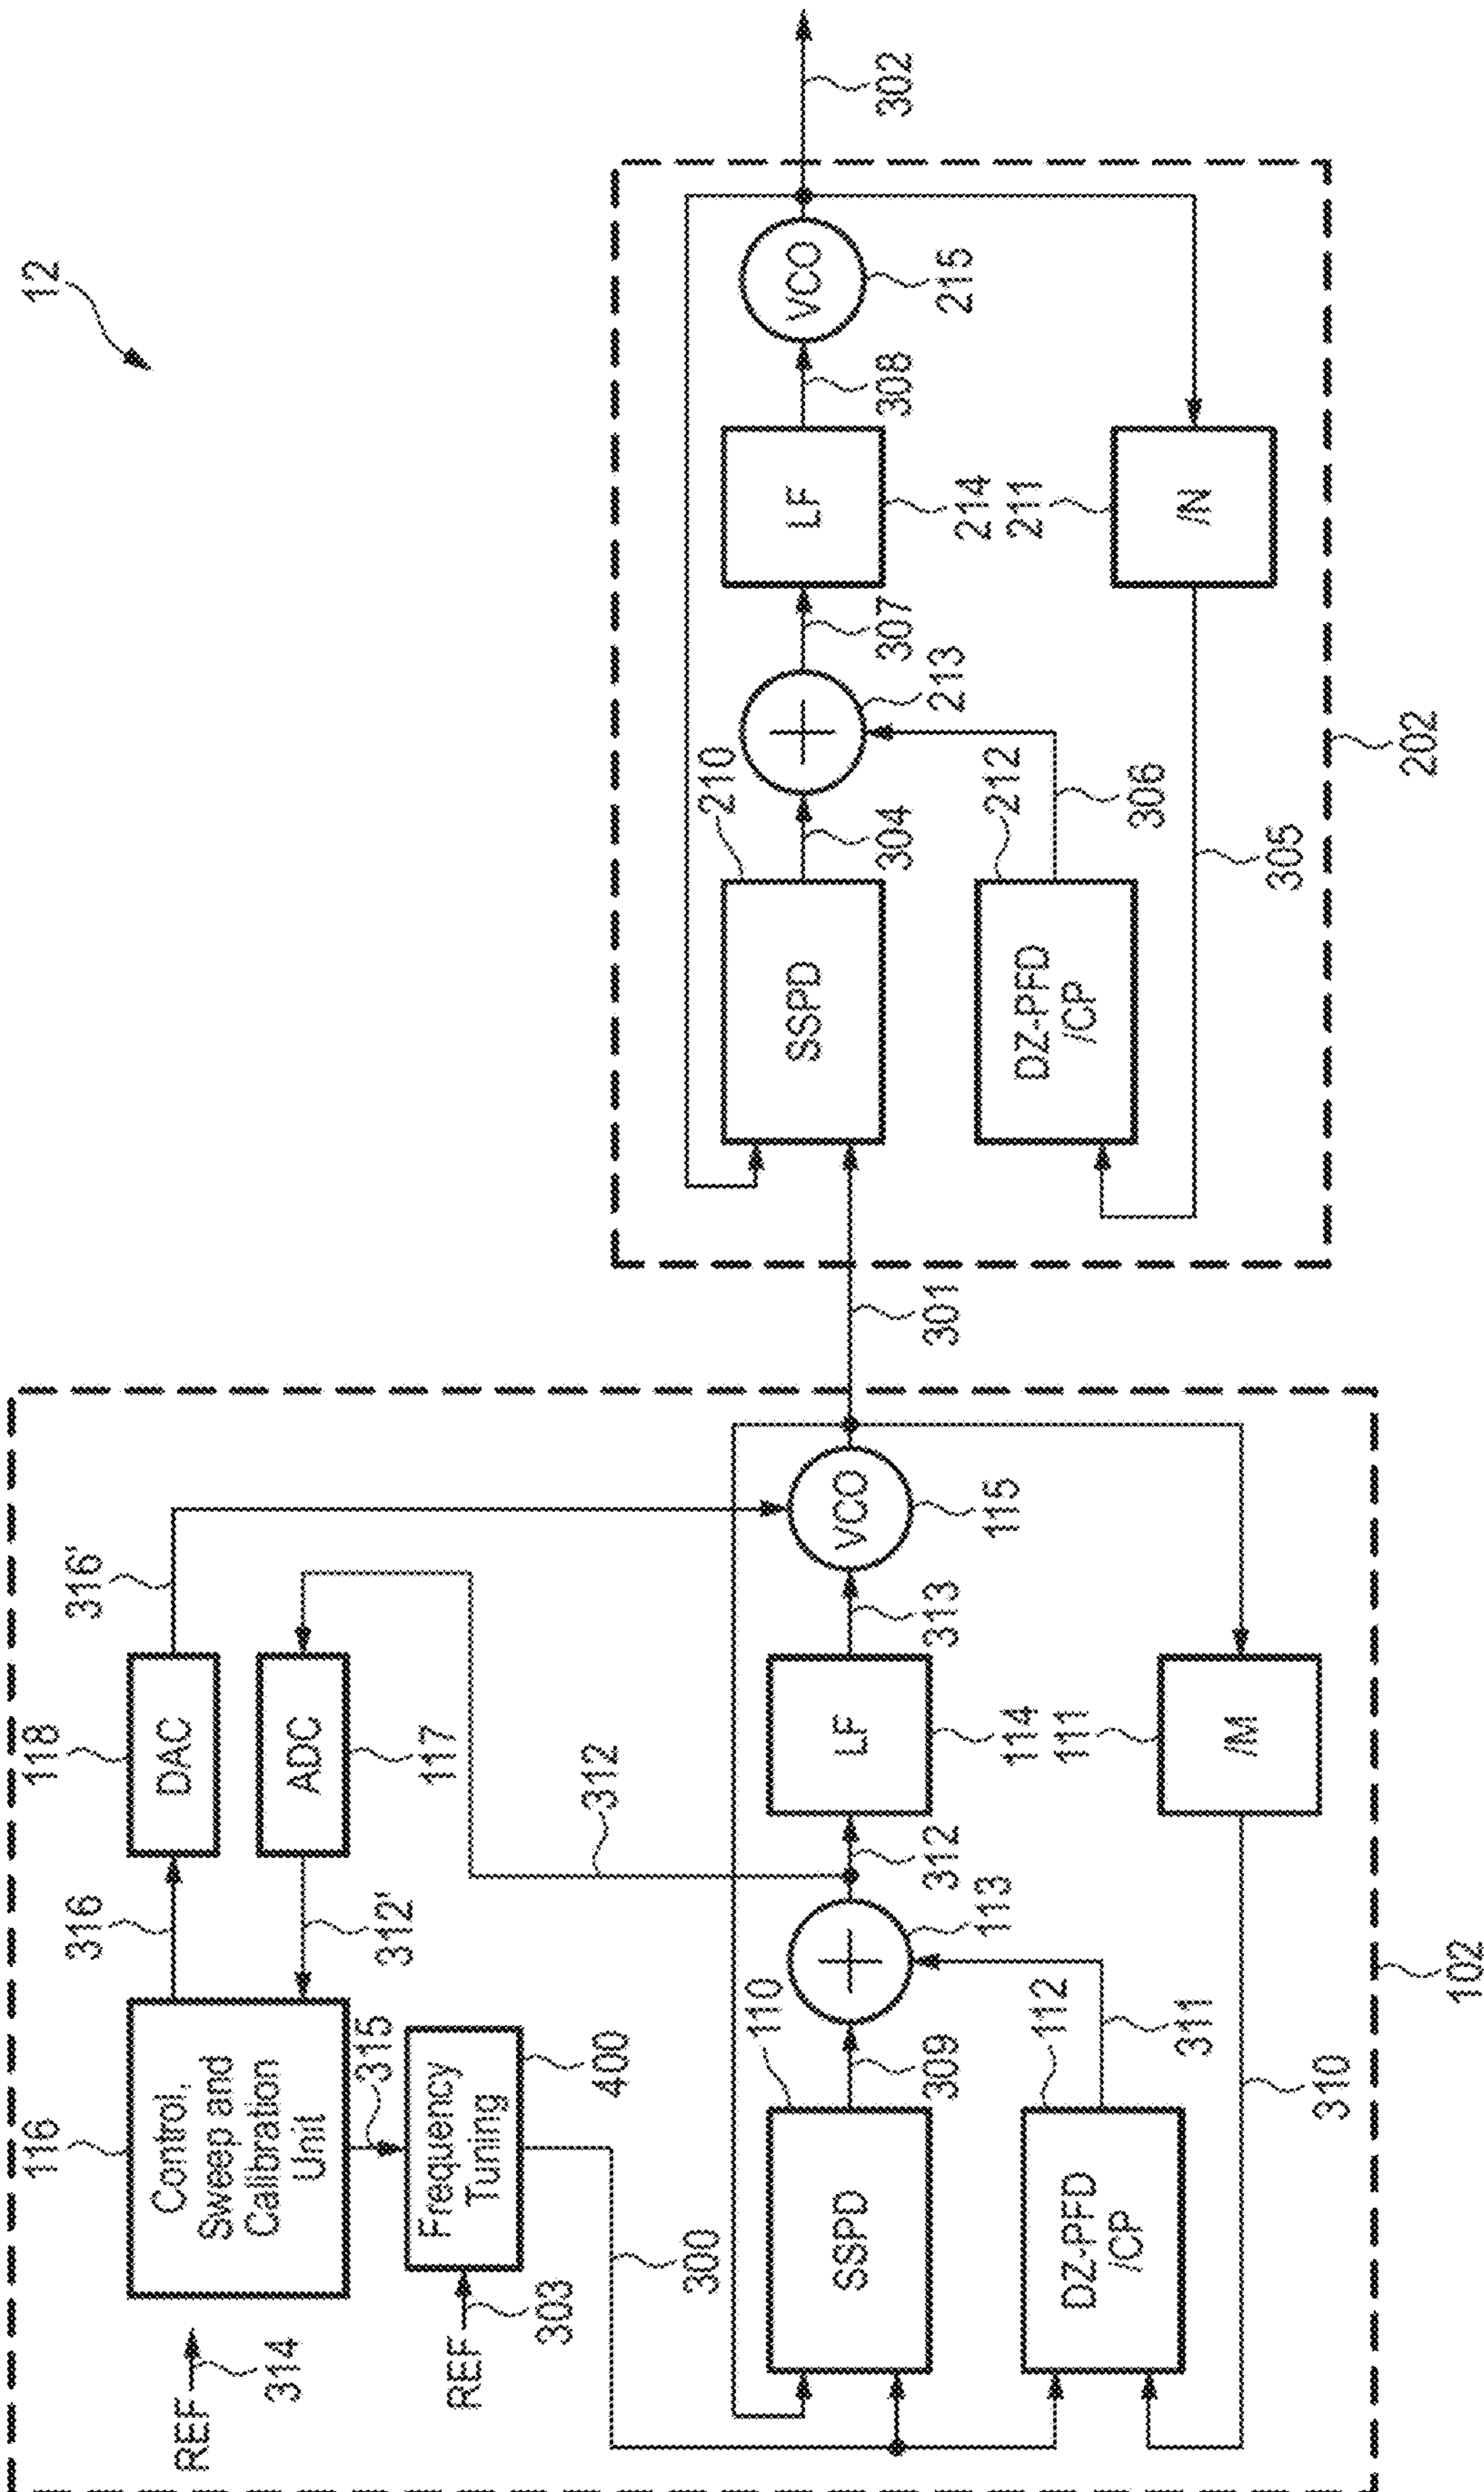 12
REF
314
116
Control,
Sweep and
Calibration
Unit
316
118
DAC
316'
312'
ADC
117
315
REF
303
Frequency
Tuning
400
300
312
110
SSPD
309
113
312
LF
114
313
VCO
115
301
112
DZ-PFD
/CP
311
111
/M
310
102
210
SSPD
304
213
307
LF
214
308
VCO
215
302
212
DZ-PFD
/CP
306
211
/N
305
202